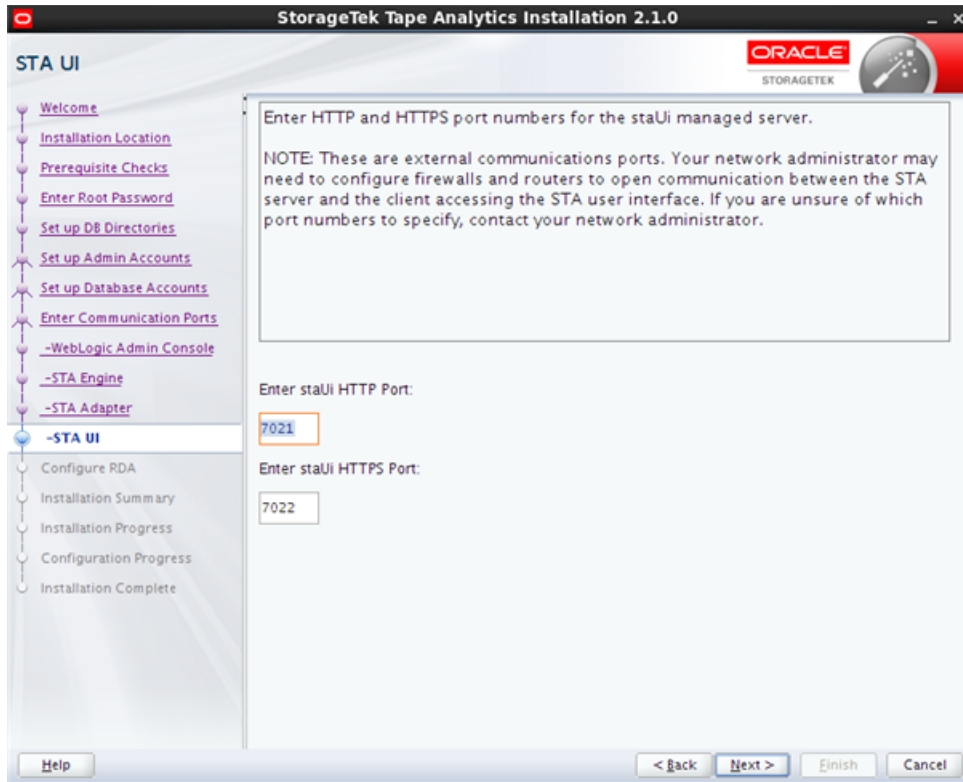 StorageTek Tape Analytics Installation 2.1.0
STA UI
ORACLE
STORAGETEK
Welcome
Installation Location
Prerequisite Checks
Enter Root Password
Set up DB Directories
Set up Admin Accounts
Set up Database Accounts
Enter Communication Ports
-WebLogic Admin Console
-STA Engine
-STA Adapter
-STA UI
Configure RDA
Installation Summary
Installation Progress
Configuration Progress
Installation Complete
Enter HTTP and HTTPS port numbers for the staUi managed server.
NOTE: These are external communications ports. Your network administrator may
need to configure firewalls and routers to open communication between the STA
server and the client accessing the STA user interface. If you are unsure of which
port numbers to specify, contact your network administrator.
Enter staUi HTTP Port:
7021
Enter staUi HTTPS Port:
7022
Help
< Back
Next >
Finish
Cancel